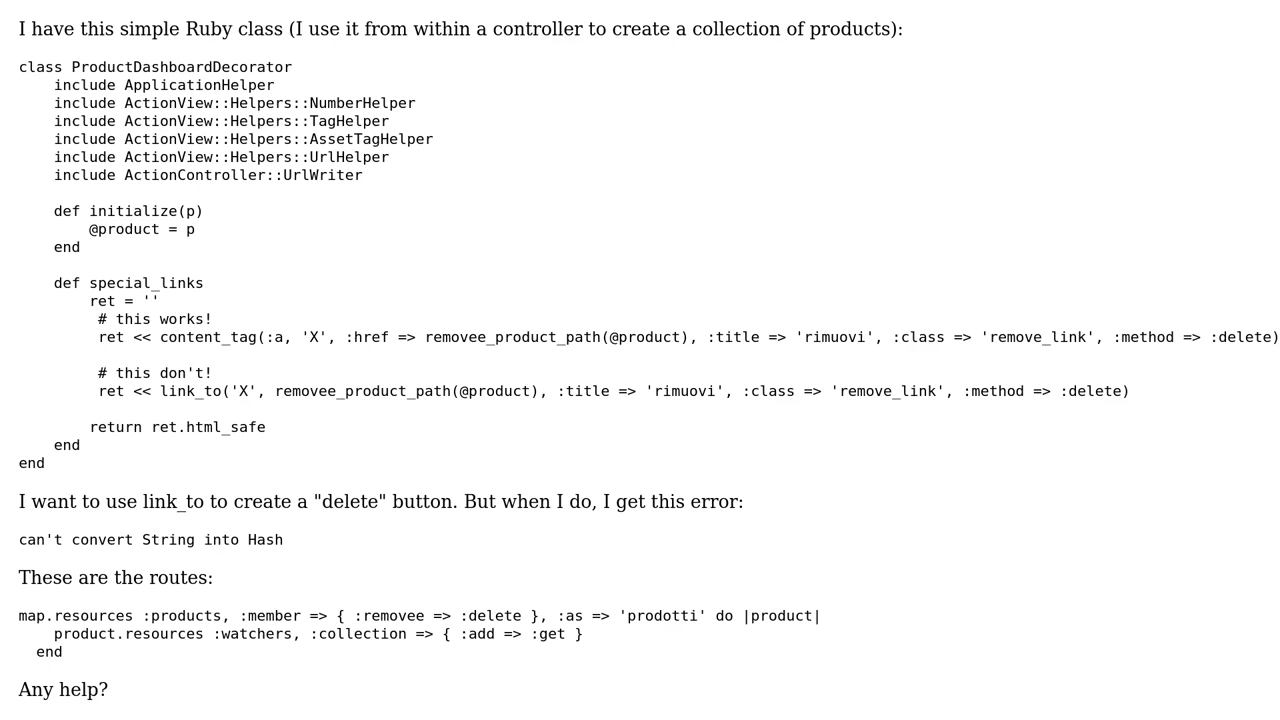 I have this simple Ruby class (I use it from within a controller to create a collection of products):
class ProductDashboardDecorator
    include ApplicationHelper
    include ActionView::Helpers::NumberHelper
    include ActionView::Helpers::TagHelper
    include ActionView::Helpers::AssetTagHelper
    include ActionView::Helpers::UrlHelper
    include ActionController::UrlWriter

    def initialize(p)
        @product = p
    end

    def special_links
        ret = ''
         # this works!
         ret << content_tag(:a, 'X', :href => removee_product_path(@product), :title => 'rimuovi', :class => 'remove_link', :method => :delete)

         # this don't!
         ret << link_to('X', removee_product_path(@product), :title => 'rimuovi', :class => 'remove_link', :method => :delete)

        return ret.html_safe
    end
end
I want to use link_to to create a "delete" button. But when I do, I get this error:
can't convert String into Hash
These are the routes:
map.resources :products, :member => { :removee => :delete }, :as => 'prodotti' do |product|
    product.resources :watchers, :collection => { :add => :get }
  end
Any help?